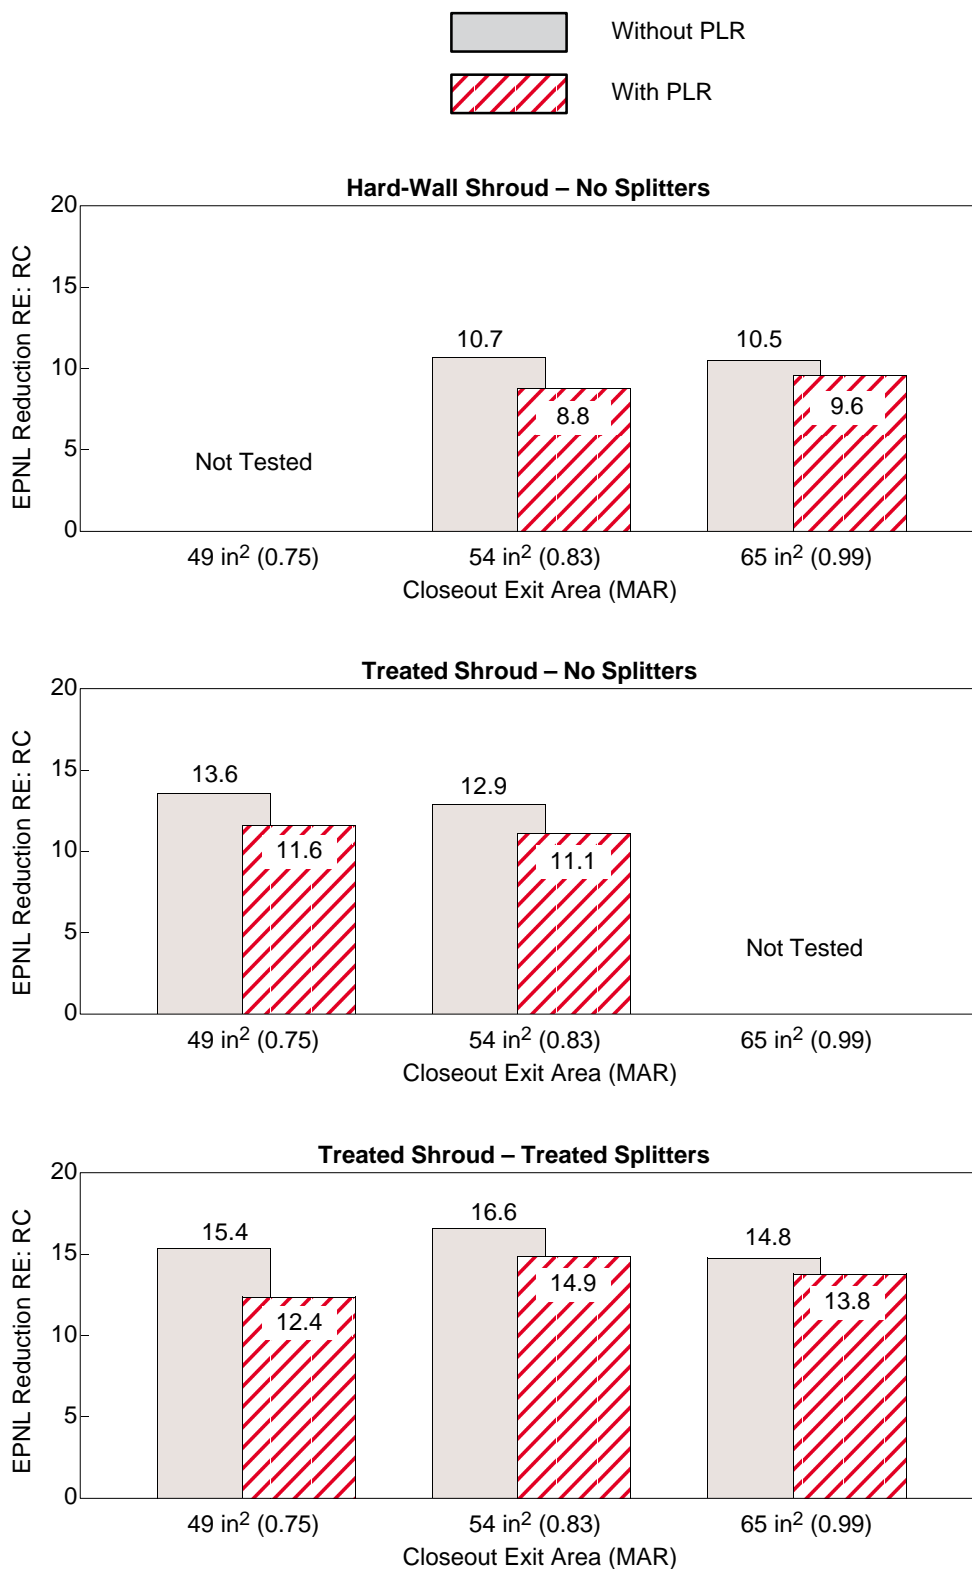 Without PLR
With PLR
Hard-Wall Shroud – No Splitters
EPNL Reduction RE: RC
20
15
10
5
0
Not Tested
10.7
8.8
10.5
9.6
49 in² (0.75) 54 in² (0.83) 65 in² (0.99)
Closeout Exit Area (MAR)
Treated Shroud – No Splitters
EPNL Reduction RE: RC
20
15
10
5
0
13.6
11.6
12.9
11.1
Not Tested
49 in² (0.75) 54 in² (0.83) 65 in² (0.99)
Closeout Exit Area (MAR)
Treated Shroud – Treated Splitters
EPNL Reduction RE: RC
20
15
10
5
0
15.4
12.4
16.6
14.9
14.8
13.8
49 in² (0.75) 54 in² (0.83) 65 in² (0.99)
Closeout Exit Area (MAR)